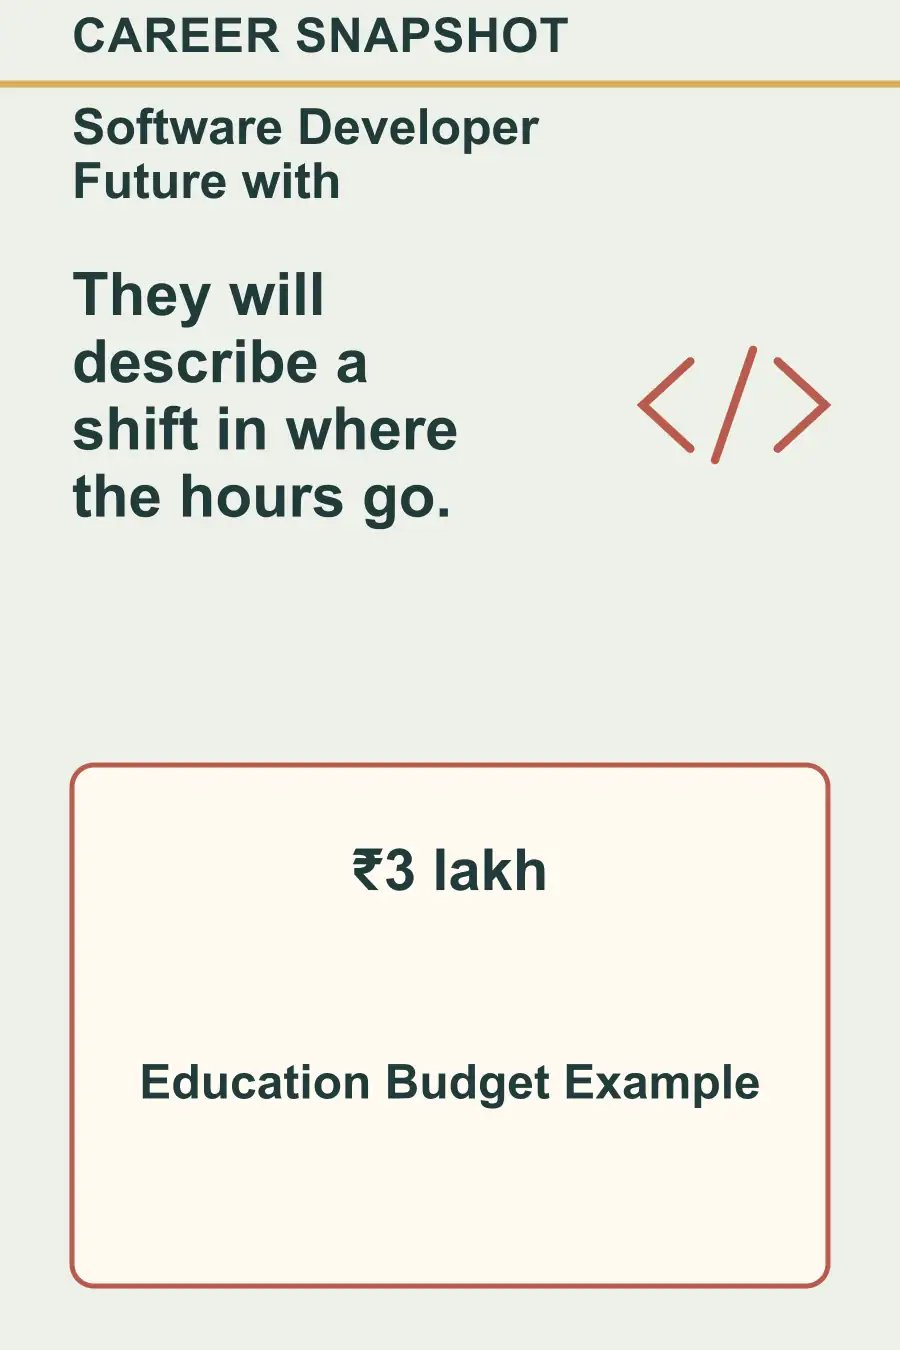 CAREER SNAPSHOT
Software Developer
Future with
They will
describe a
shift in where
the hours go.
</>
₹3 lakh
Education Budget Example